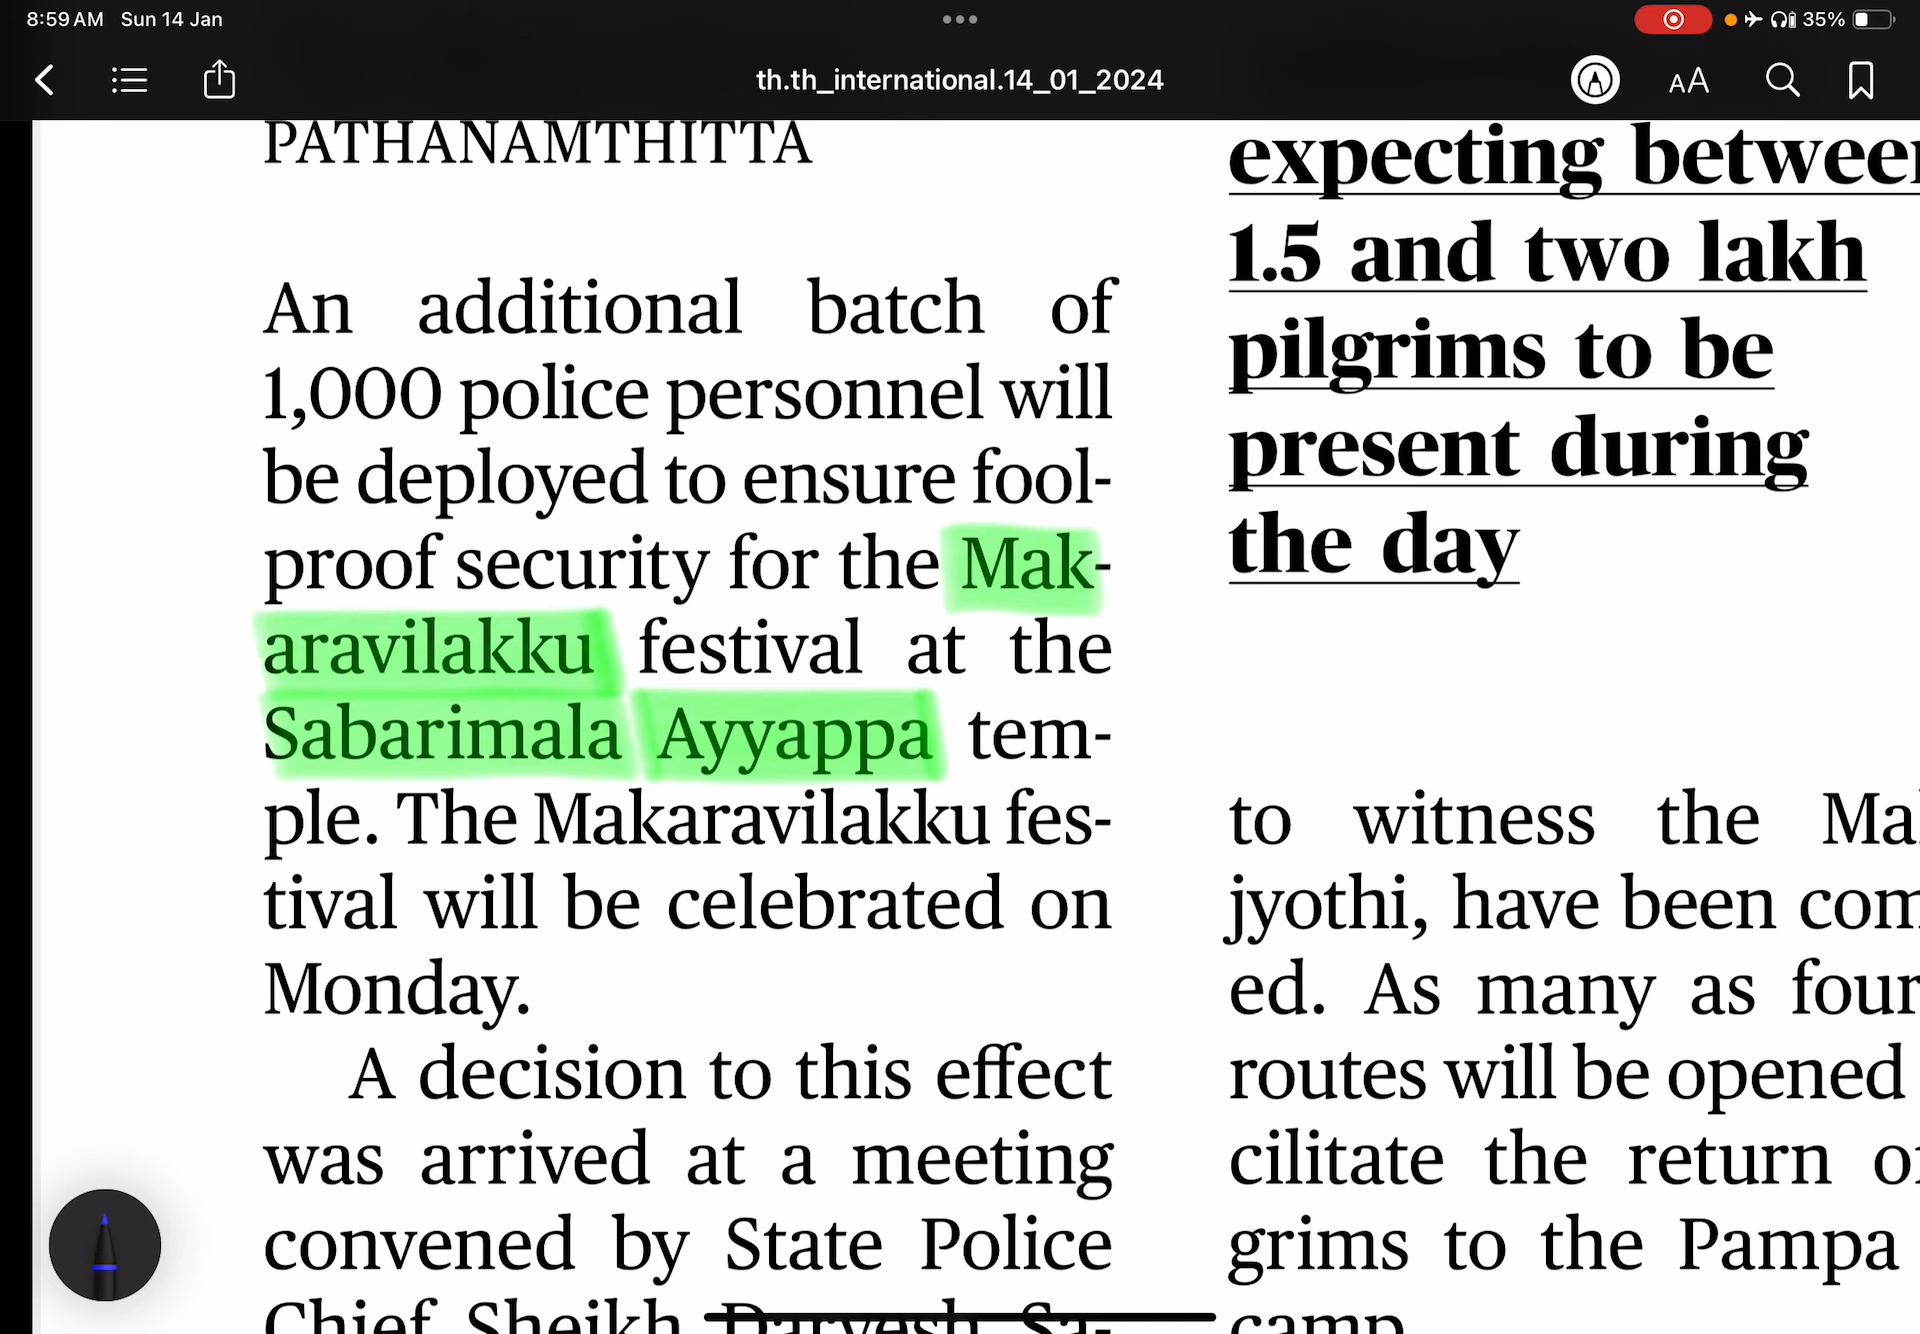 8:59 AM Sun 14 Jan
35%
th.th_international.14_01_2024
AA
PATHANAMTHITTA
An additional batch of
1,000 police personnel will
be deployed to ensure fool-
proof security for the Mak-
aravilakku festival at the
Sabarimala Ayyappa tem-
ple. The Makaravilakku fes-
tival will be celebrated on
Monday.
A decision to this effect
was arrived at a meeting
convened by State Police
Chief Sheikh Darvesh Sa-
expecting between
1.5 and two lakh
pilgrims to be
present during
the day
to witness the Ma
jyothi, have been com
ed. As many as four
routes will be opened
cilitate the return of
grims to the Pampa
camp